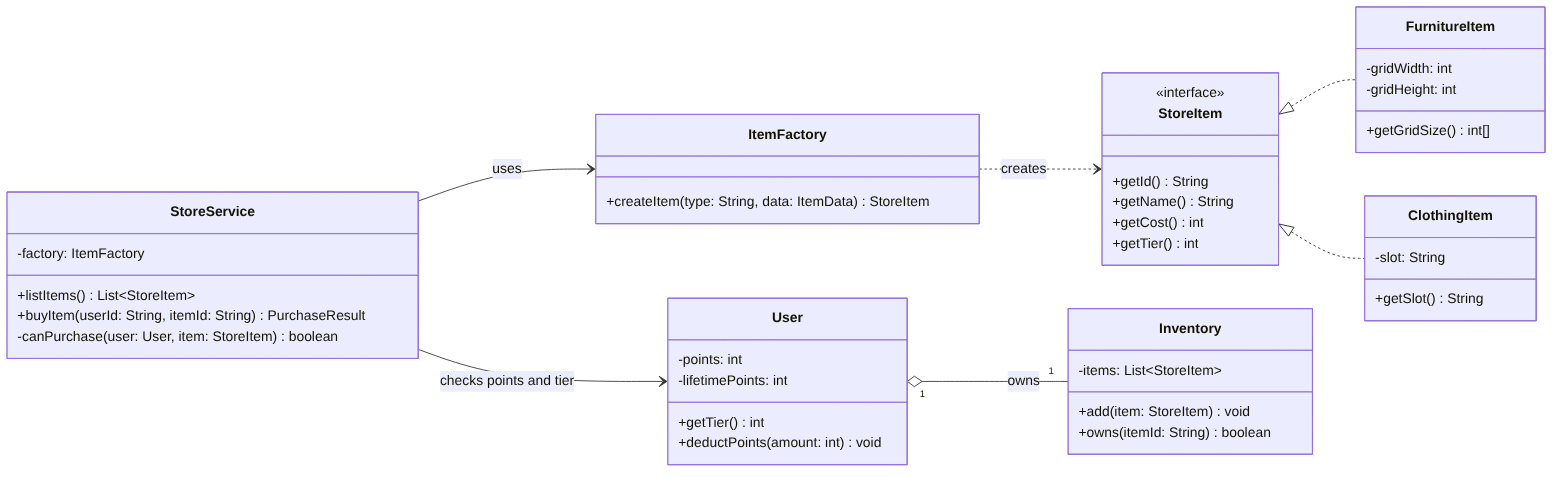 StoreService
-factory: ItemFactory
+listItems() : List<StoreItem>
+buyItem(userId: String, itemId: String) : PurchaseResult
-canPurchase(user: User, item: StoreItem) : boolean
uses
checks points and tier
ItemFactory
+createItem(type: String, data: ItemData) : StoreItem
creates
User
-points: int
-lifetimePoints: int
+getTier() : int
+deductPoints(amount: int) : void
1
owns
1
«interface»
StoreItem
+getId() : String
+getName() : String
+getCost() : int
+getTier() : int
Inventory
-items: List<StoreItem>
+add(item: StoreItem) : void
+owns(itemId: String) : boolean
FurnitureItem
-gridWidth: int
-gridHeight: int
+getGridSize() : int[]
ClothingItem
-slot: String
+getSlot() : String